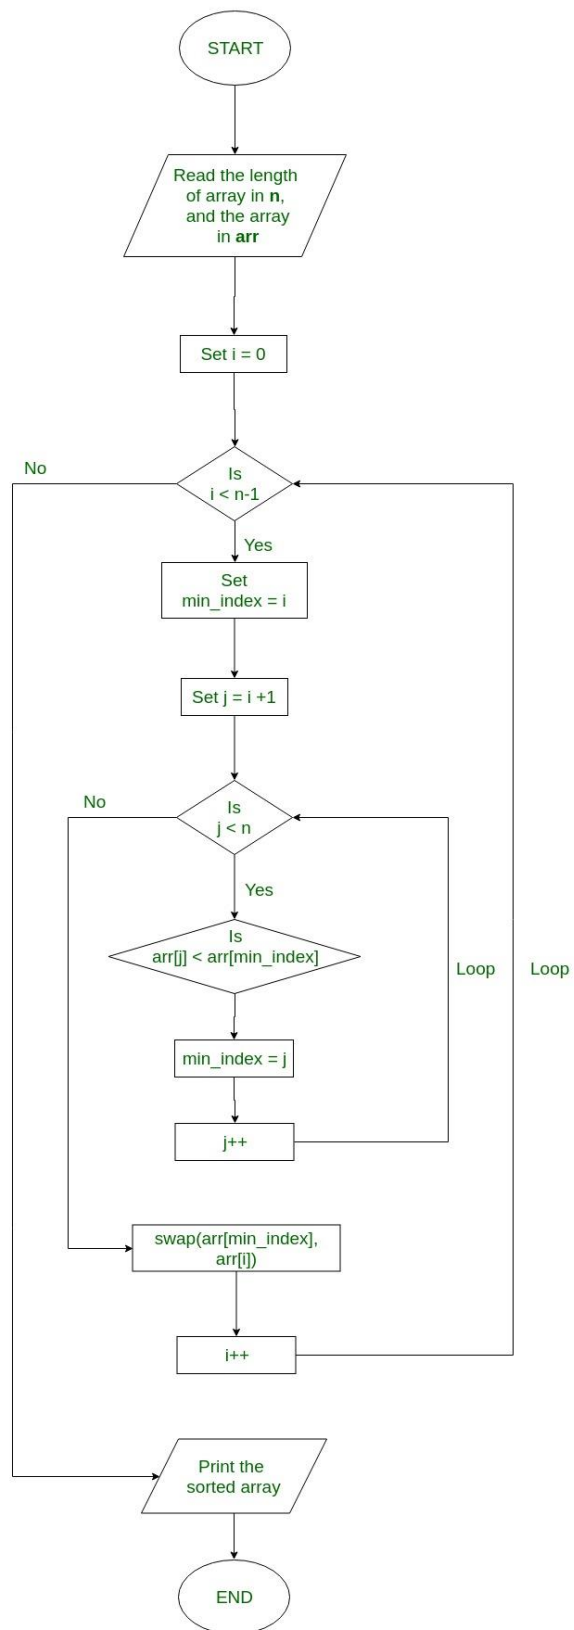 START
Read the length
of array in n,
and the array
in arr
Set i = 0
No
Is
i < n-1
Yes
Set
min_index = i
Set j = i +1
No
Is
j < n
Yes
Is
arr[j] < arr[min_index]
Loop
Loop
min_index = j
j++
swap(arr[min_index],
arr[i])
i++
Print the
sorted array
END